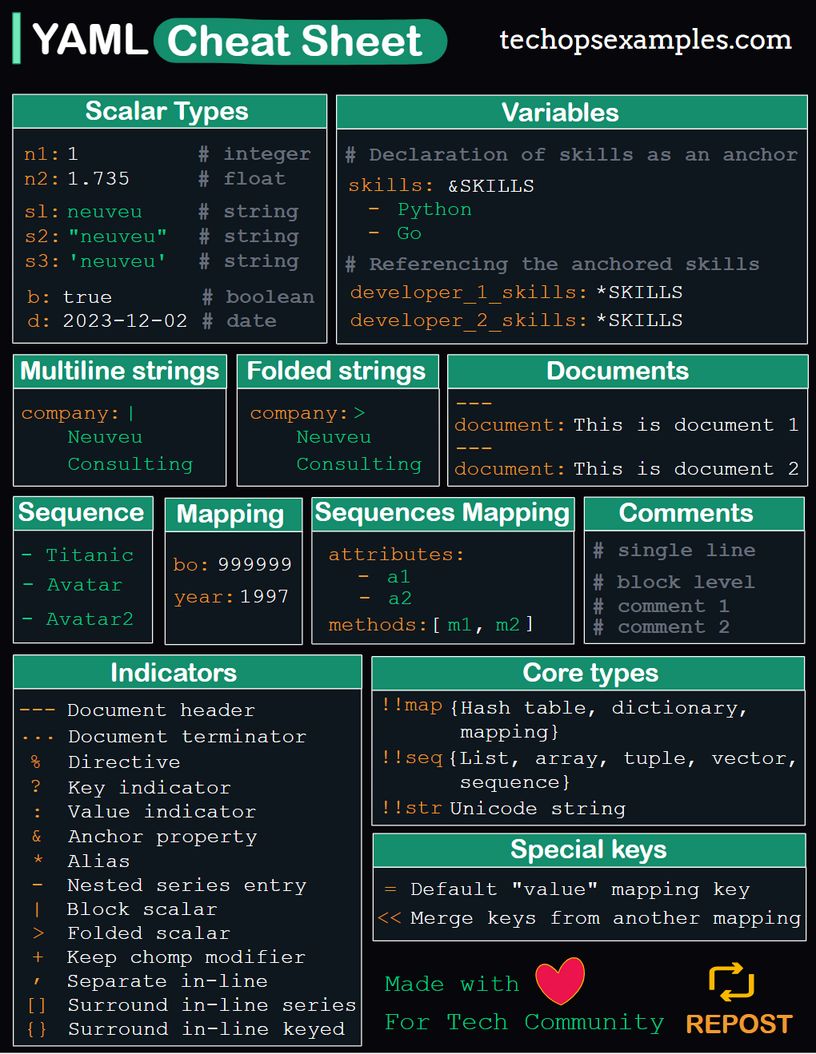 YAML Cheat Sheet
techopsexamples.com
Scalar Types
n1: 1 # integer
n2: 1.735 # float
s1: neuveu # string
s2: "neuveu" # string
s3: 'neuveu' # string
b: true # boolean
d: 2023-12-02 # date
Variables
# Declaration of skills as an anchor
skills: &SKILLS
- Python
- Go
# Referencing the anchored skills
developer_1_skills: *SKILLS
developer_2_skills: *SKILLS
Multiline strings
company: |
Neuveu
Consulting
Folded strings
company: >
Neuveu
Consulting
Documents
---
document: This is document 1
---
document: This is document 2
Sequence
- Titanic
- Avatar
- Avatar2
Mapping
bo: 999999
year: 1997
Sequences Mapping
attributes:
- a1
- a2
methods: [ m1, m2 ]
Comments
# single line
# block level
# comment 1
# comment 2
Indicators
--- Document header
... Document terminator
% Directive
? Key indicator
: Value indicator
& Anchor property
* Alias
- Nested series entry
| Block scalar
> Folded scalar
+ Keep chomp modifier
, Separate in-line
[] Surround in-line series
{} Surround in-line keyed
Core types
!!map {Hash table, dictionary,
mapping}
!!seq {List, array, tuple, vector,
sequence}
!!str Unicode string
Special keys
= Default "value" mapping key
<< Merge keys from another mapping
Made with
For Tech Community
REPOST